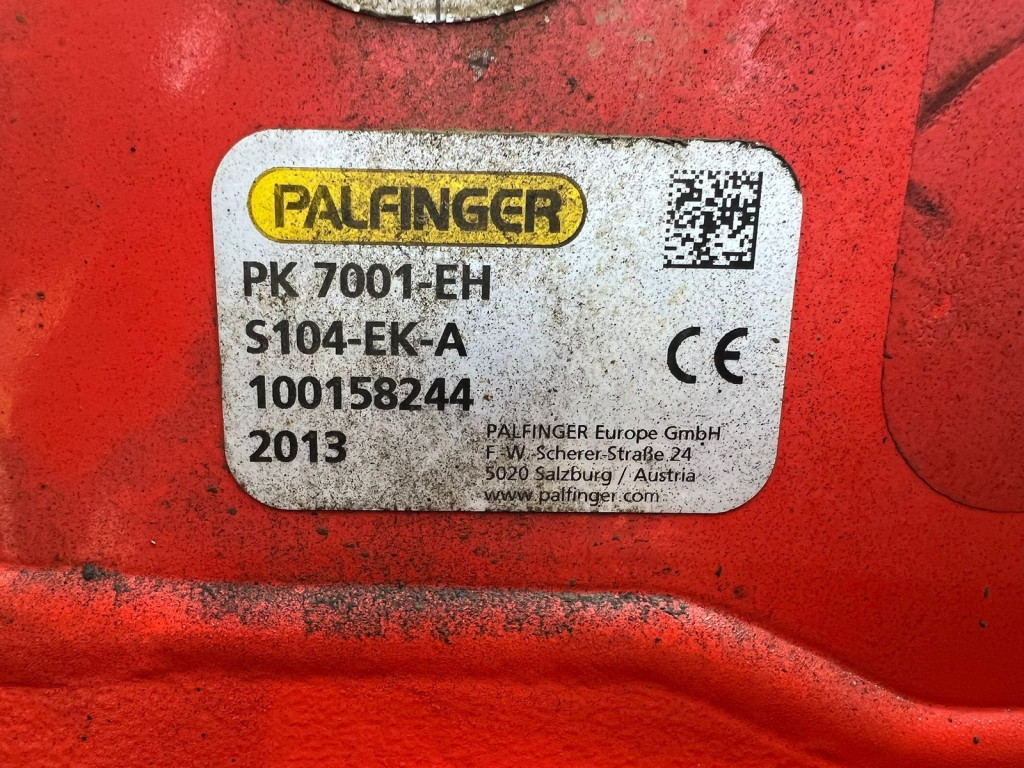 PALFINGER
PK 7001-EH
S104-EK-A
100158244
2013
CE
PALFINGER Europe GmbH
F.-W.-Scherer-Straße 24
5020 Salzburg / Austria
www.palfinger.com